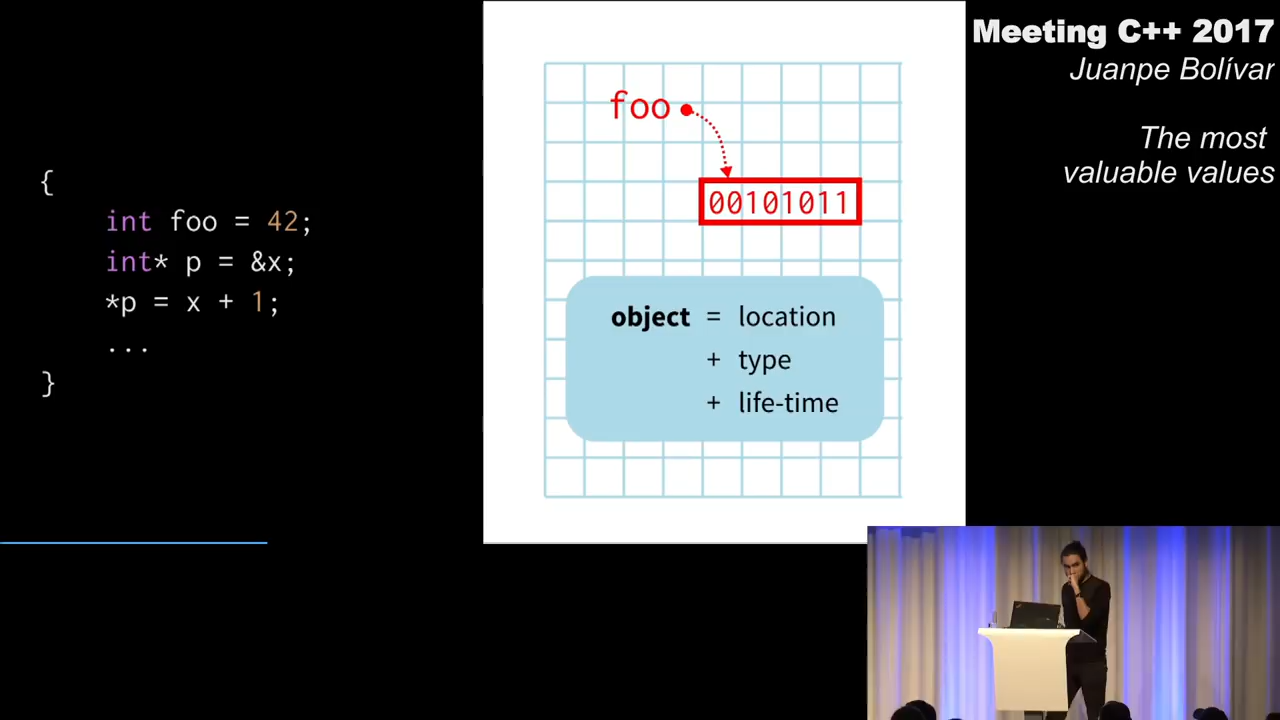 {
int foo = 42;
int* p = &x;
*p = x + 1;
...
}
foo
00101011
object = location
+ type
+ life-time
Meeting C++ 2017
Juanpe Bolívar
The most
valuable values